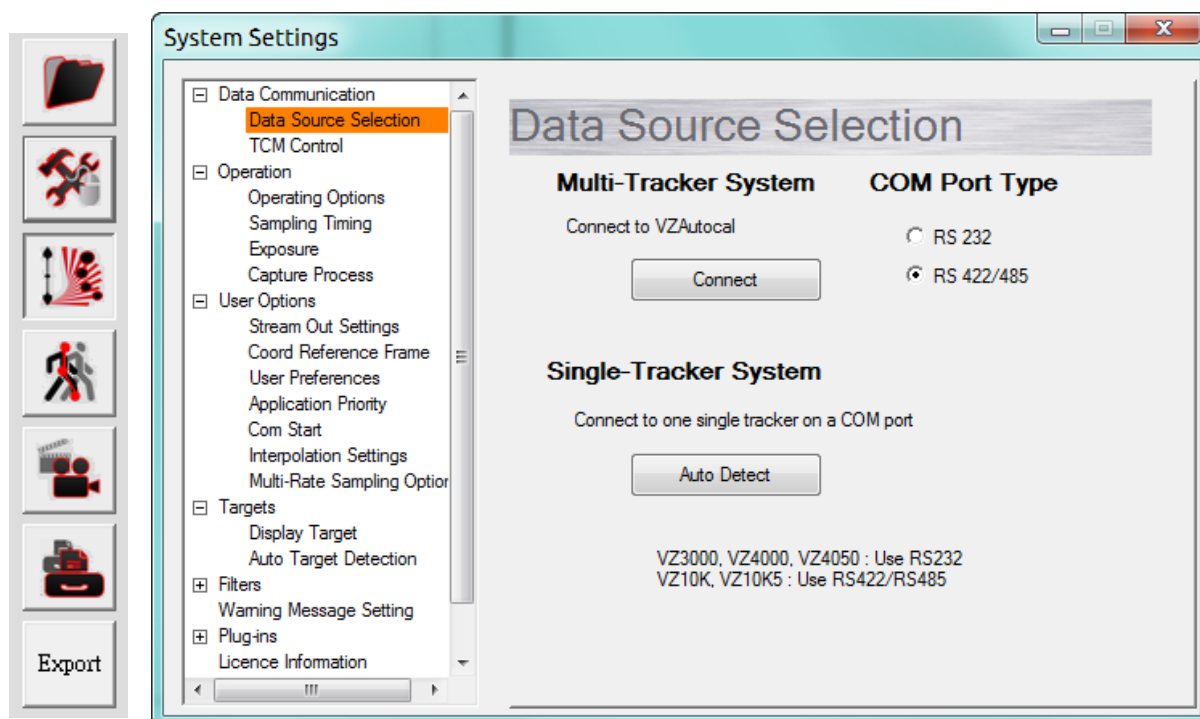 Export
System Settings
Data Communication
Data Source Selection
TCM Control
Operation
Operating Options
Sampling Timing
Exposure
Capture Process
User Options
Stream Out Settings
Coord Reference Frame
User Preferences
Application Priority
Com Start
Interpolation Settings
Multi-Rate Sampling Option
Targets
Display Target
Auto Target Detection
Filters
Warning Message Setting
Plug-ins
Licence Information
Data Source Selection
Multi-Tracker System
Connect to VZAutocal
Connect
COM Port Type
RS 232
RS 422/485
Single-Tracker System
Connect to one single tracker on a COM port
Auto Detect
VZ3000, VZ4000, VZ4050 : Use RS232
VZ10K, VZ10K5 : Use RS422/RS485